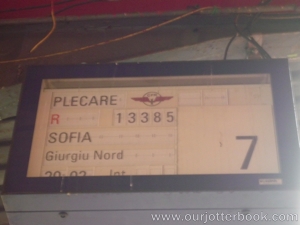 PLECARE
R 13385
SOFIA
Giurgiu Nord
7
www.ourjotterbook.com